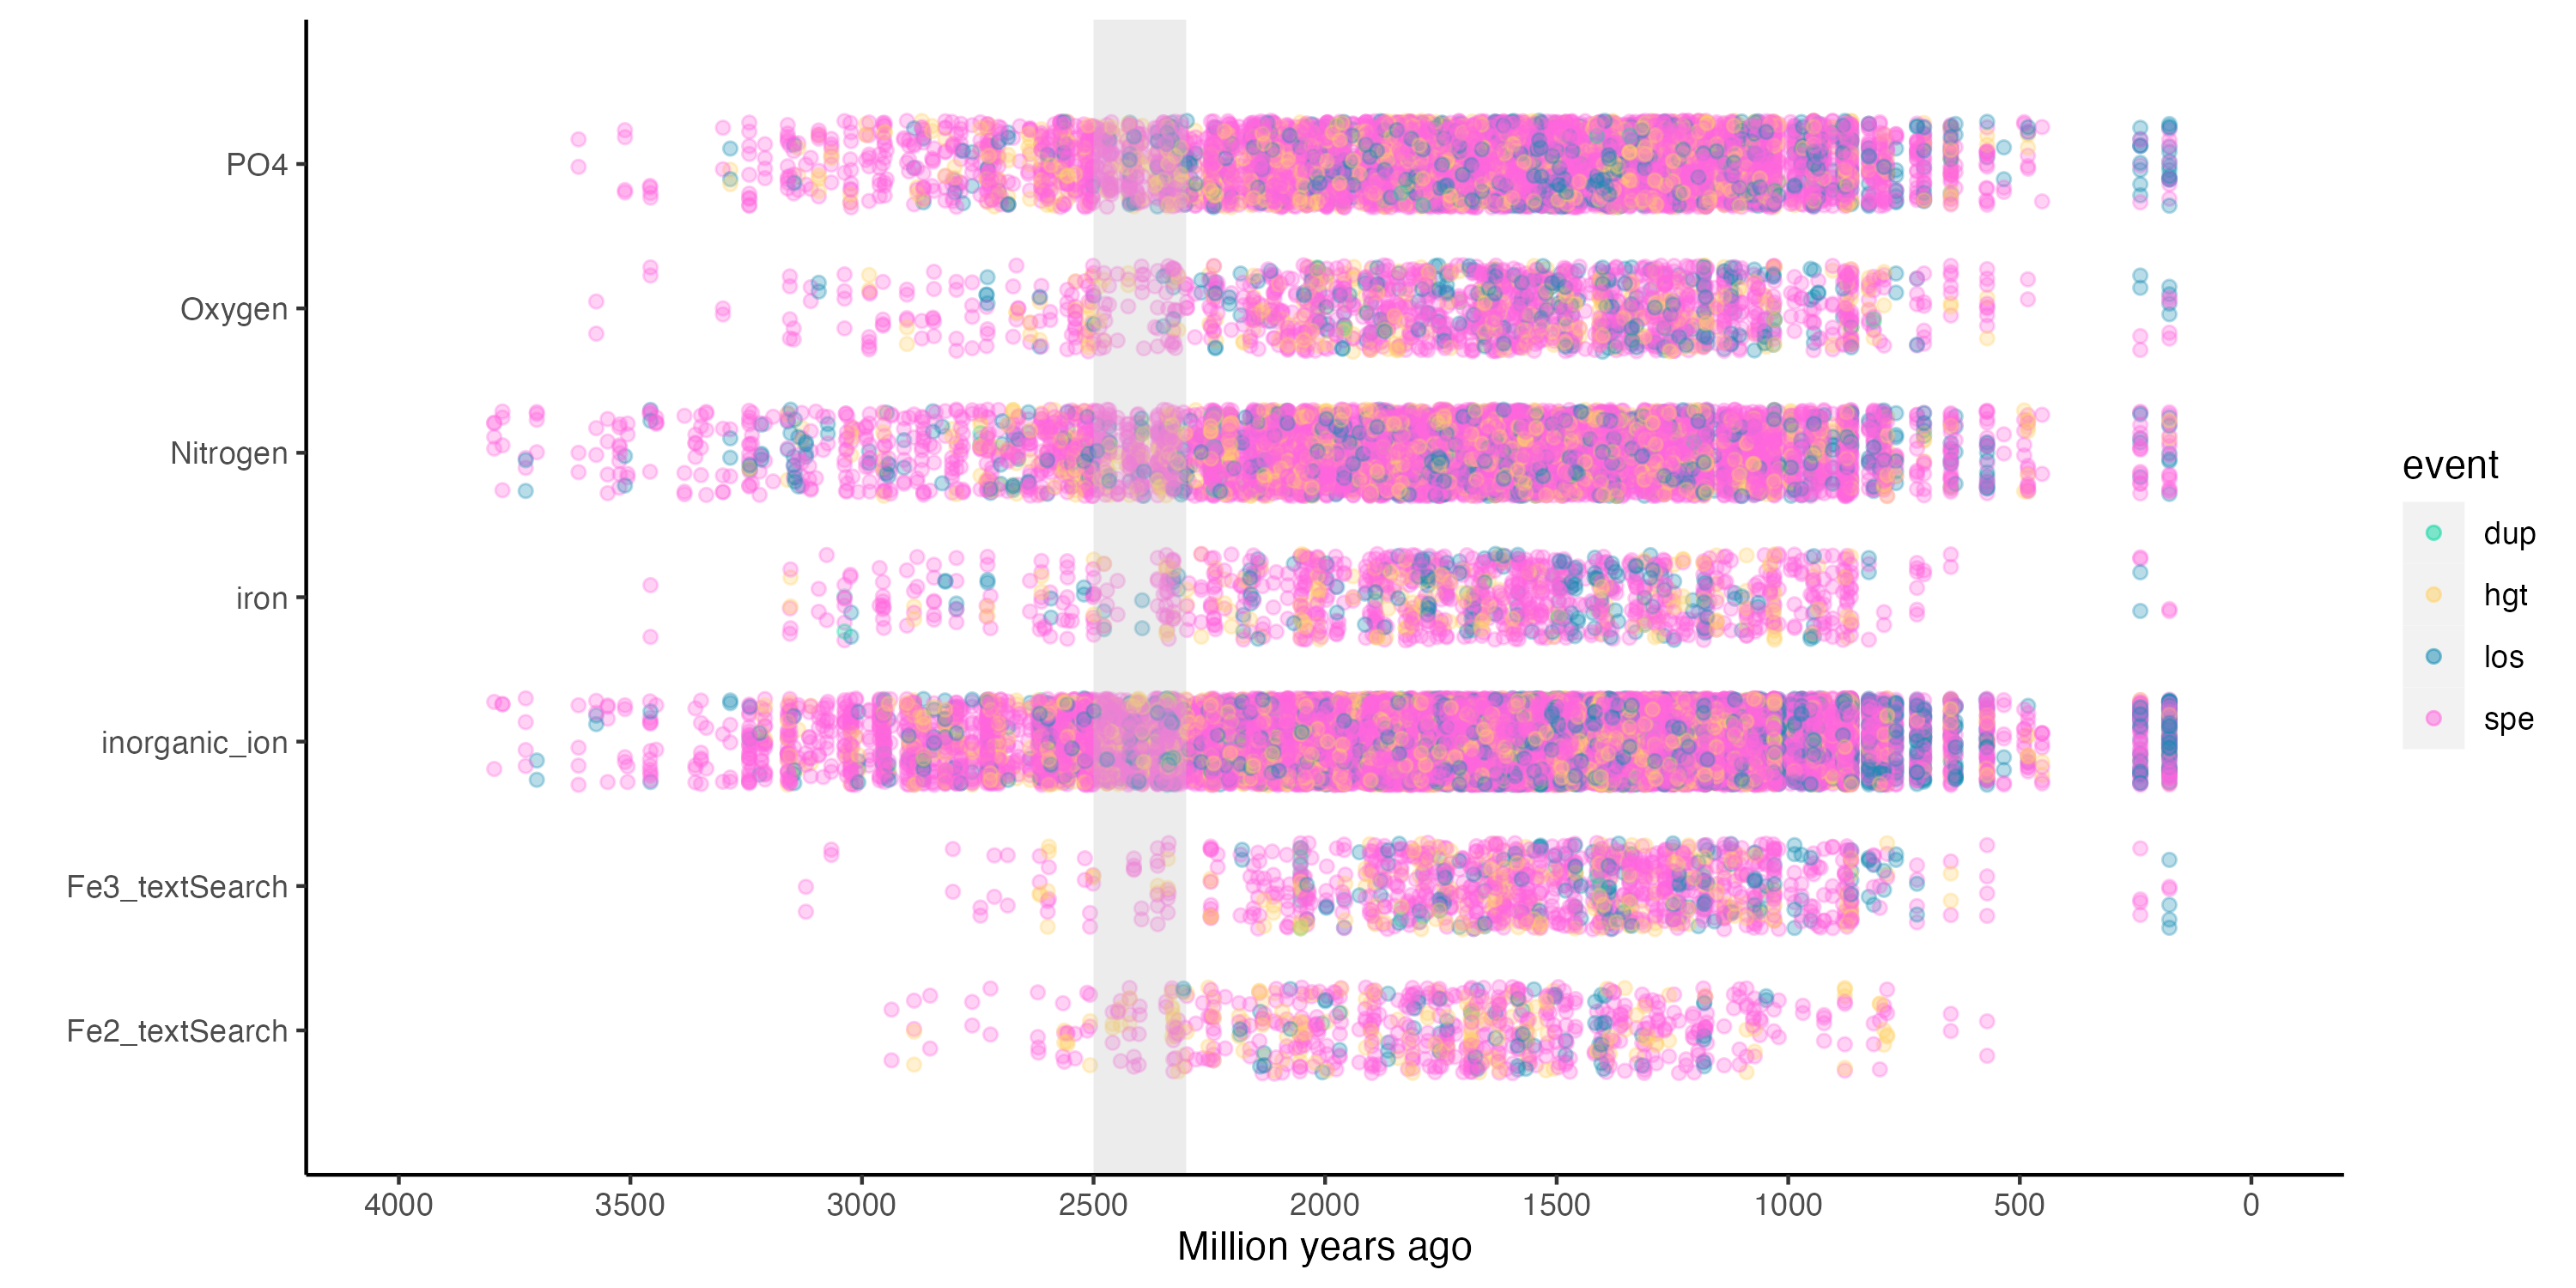 PO4
Oxygen
Nitrogen
iron
inorganic_ion
Fe3_textSearch
Fe2_textSearch
4000 3500 3000 2500 2000 1500 1000 500 0
Million years ago
event
dup
hgt
los
spe